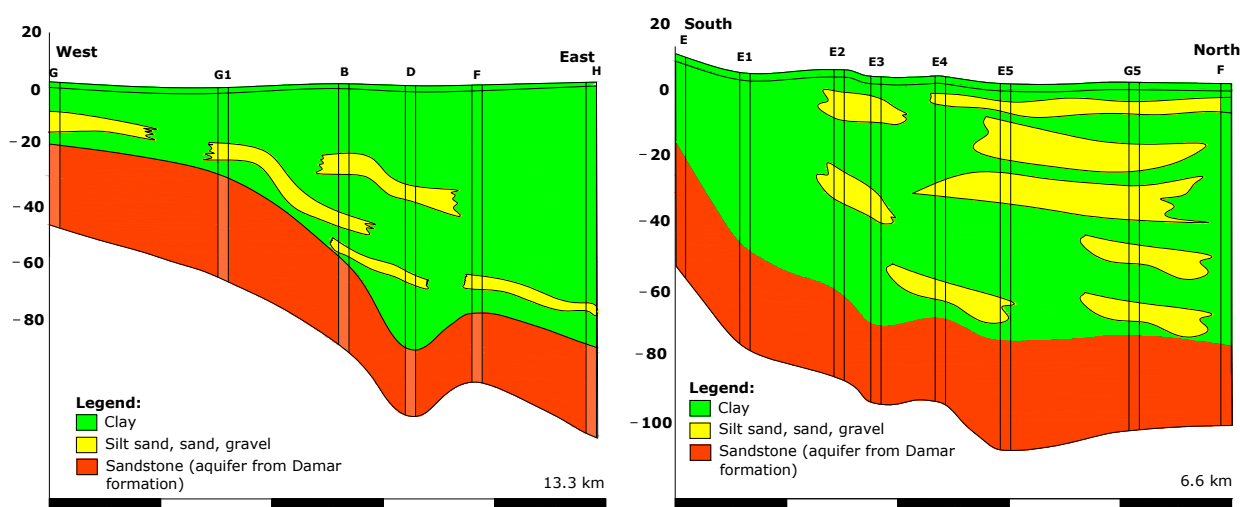 20
West
East
G
G1
B
D
F
H
0
– 20
– 40
– 60
– 80
Legend:
Clay
Silt sand, sand, gravel
Sandstone (aquifer from Damar
formation)
13.3 km
20
South
North
E
E1
E2
E3
E4
E5
G5
F
0
– 20
– 40
– 60
– 80
– 100
Legend:
Clay
Silt sand, sand, gravel
Sandstone (aquifer from Damar
formation)
6.6 km